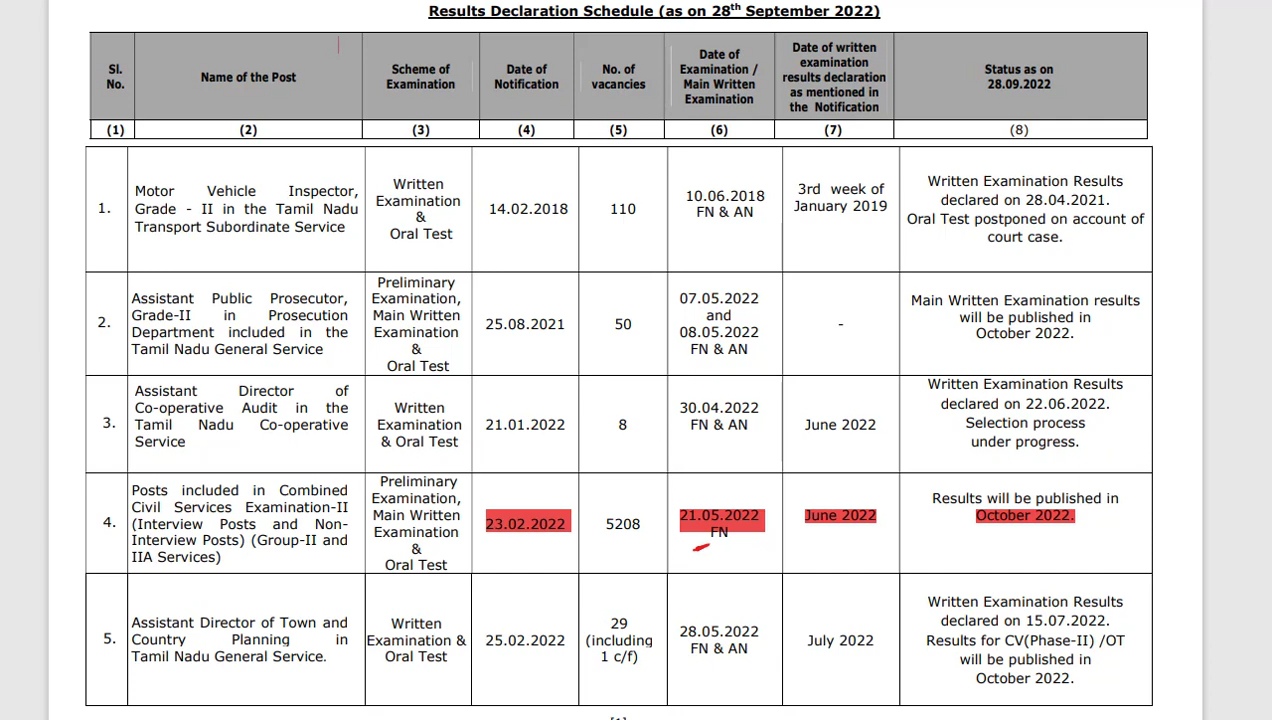 Results Declaration Schedule (as on 28th September 2022)
Sl. No.
Name of the Post
Scheme of Examination
Date of Notification
No. of vacancies
Date of Examination / Main Written Examination
Date of written examination results declaration as mentioned in the Notification
Status as on 28.09.2022
(1)
(2)
(3)
(4)
(5)
(6)
(7)
(8)
1.
Motor Vehicle Inspector,
Grade - II in the Tamil Nadu
Transport Subordinate Service
Written
Examination
&
Oral Test
14.02.2018
110
10.06.2018
FN & AN
3rd week of
January 2019
Written Examination Results
declared on 28.04.2021.
Oral Test postponed on account of
court case.
2.
Assistant Public Prosecutor,
Grade-II in Prosecution
Department included in the
Tamil Nadu General Service
Preliminary
Examination,
Main Written
Examination
&
Oral Test
25.08.2021
50
07.05.2022
and
08.05.2022
FN & AN
-
Main Written Examination results
will be published in
October 2022.
3.
Assistant Director of
Co-operative Audit in the
Tamil Nadu Co-operative
Service
Written
Examination
& Oral Test
21.01.2022
8
30.04.2022
FN & AN
June 2022
Written Examination Results
declared on 22.06.2022.
Selection process
under progress.
4.
Posts included in Combined
Civil Services Examination-II
(Interview Posts and Non-
Interview Posts) (Group-II and
IIA Services)
Preliminary
Examination,
Main Written
Examination
&
Oral Test
23.02.2022
5208
21.05.2022
FN
June 2022
Results will be published in
October 2022.
5.
Assistant Director of Town and
Country Planning in
Tamil Nadu General Service.
Written
Examination &
Oral Test
25.02.2022
29
(including
1 c/f)
28.05.2022
FN & AN
July 2022
Written Examination Results
declared on 15.07.2022.
Results for CV(Phase-II) /OT
will be published in
October 2022.